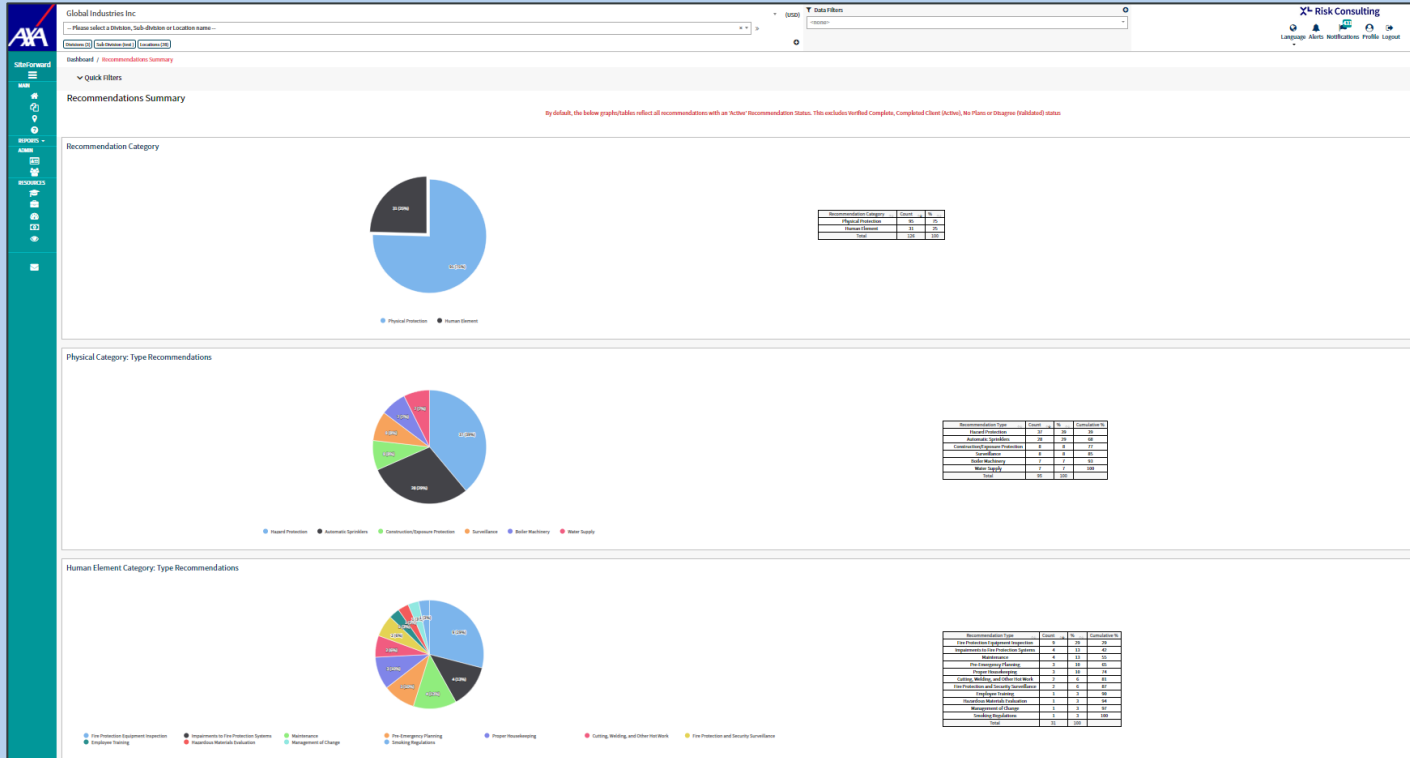 AXA
Global Industries Inc
(USD)
Data Filters
<none>
XL Risk Consulting
-- Please select a Division, Sub-division or Location name --
Language Alerts Notifications Profile Logout
Locations (39)
SiteForward
Dashboard / Recommendations Summary
Quick Filters
MAIN
Recommendations Summary
By default, the below graphs/tables reflect all recommendations with an 'Active' Recommendation Status. This excludes Verified Complete, Completed Client (Active), No Plans or Disagree (Validated) status
REPORTS
ADMIN
RESOURCES
Recommendation Category
Recommendation Category Count %
Physical Protection 95 75
Human Element 31 25
Total 126 100
Physical Protection Human Element
Physical Category: Type Recommendations
Recommendation Type Count % Cumulative %
Hazard Protection 37 39 39
Automatic Sprinklers 28 29 68
Construction/Exposure Protection 8 8 77
Surveillance 8 8 85
Boiler Machinery 7 7 93
Water Supply 7 7 100
Total 95 100
Hazard Protection Automatic Sprinklers Construction/Exposure Protection Surveillance Boiler Machinery Water Supply
Human Element Category: Type Recommendations
9 (29%)
4 (13%)
Recommendation Type Count % Cumulative %
Fire Protection Equipment Inspection 9 29 29
Impairments to Fire Protection Systems 4 13 42
Maintenance 4 13 55
Pre-Emergency Planning 3 10 65
Proper Housekeeping 3 10 74
Cutting, Welding, and Other Hot Work 2 6 81
Fire Protection and Security Surveillance 2 6 87
Employee Training 1 3 90
Hazardous Materials Evaluation 1 3 94
Management of Change 1 3 97
Smoking Regulations 1 3 100
Total 31 100
Fire Protection Equipment Inspection Impairments to Fire Protection Systems Maintenance Pre-Emergency Planning Proper Housekeeping Cutting, Welding, and Other Hot Work Fire Protection and Security Surveillance
Employee Training Hazardous Materials Evaluation Management of Change Smoking Regulations